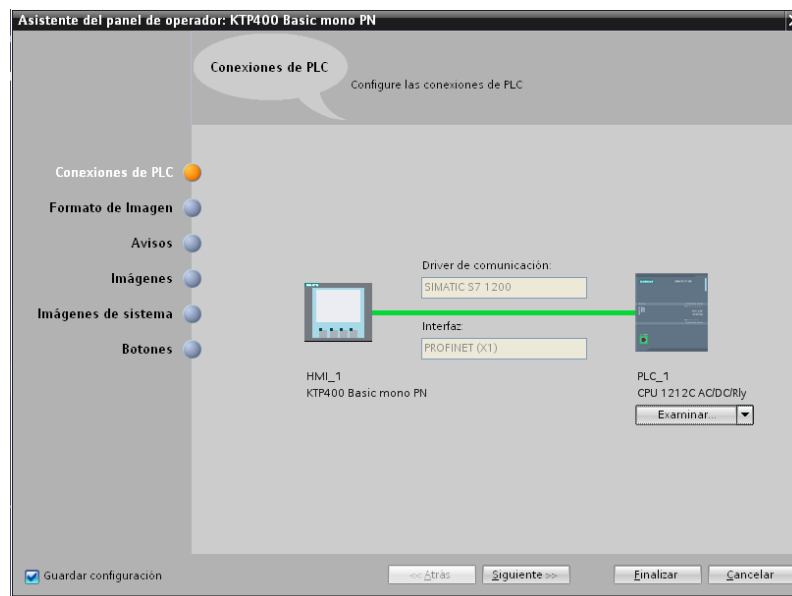 Asistente del panel de operador: KTP400 Basic mono PN
Conexiones de PLC
Configure las conexiones de PLC
Conexiones de PLC
Formato de Imagen
Avisos
Imágenes
Imágenes de sistema
Botones
Driver de comunicación:
SIMATIC S7 1200
Interfaz:
PROFINET (X1)
HMI_1
KTP400 Basic mono PN
PLC_1
CPU 1212C AC/DC/Rly
Examinar...
Guardar configuración
<< Atrás
Siguiente >>
Finalizar
Cancelar